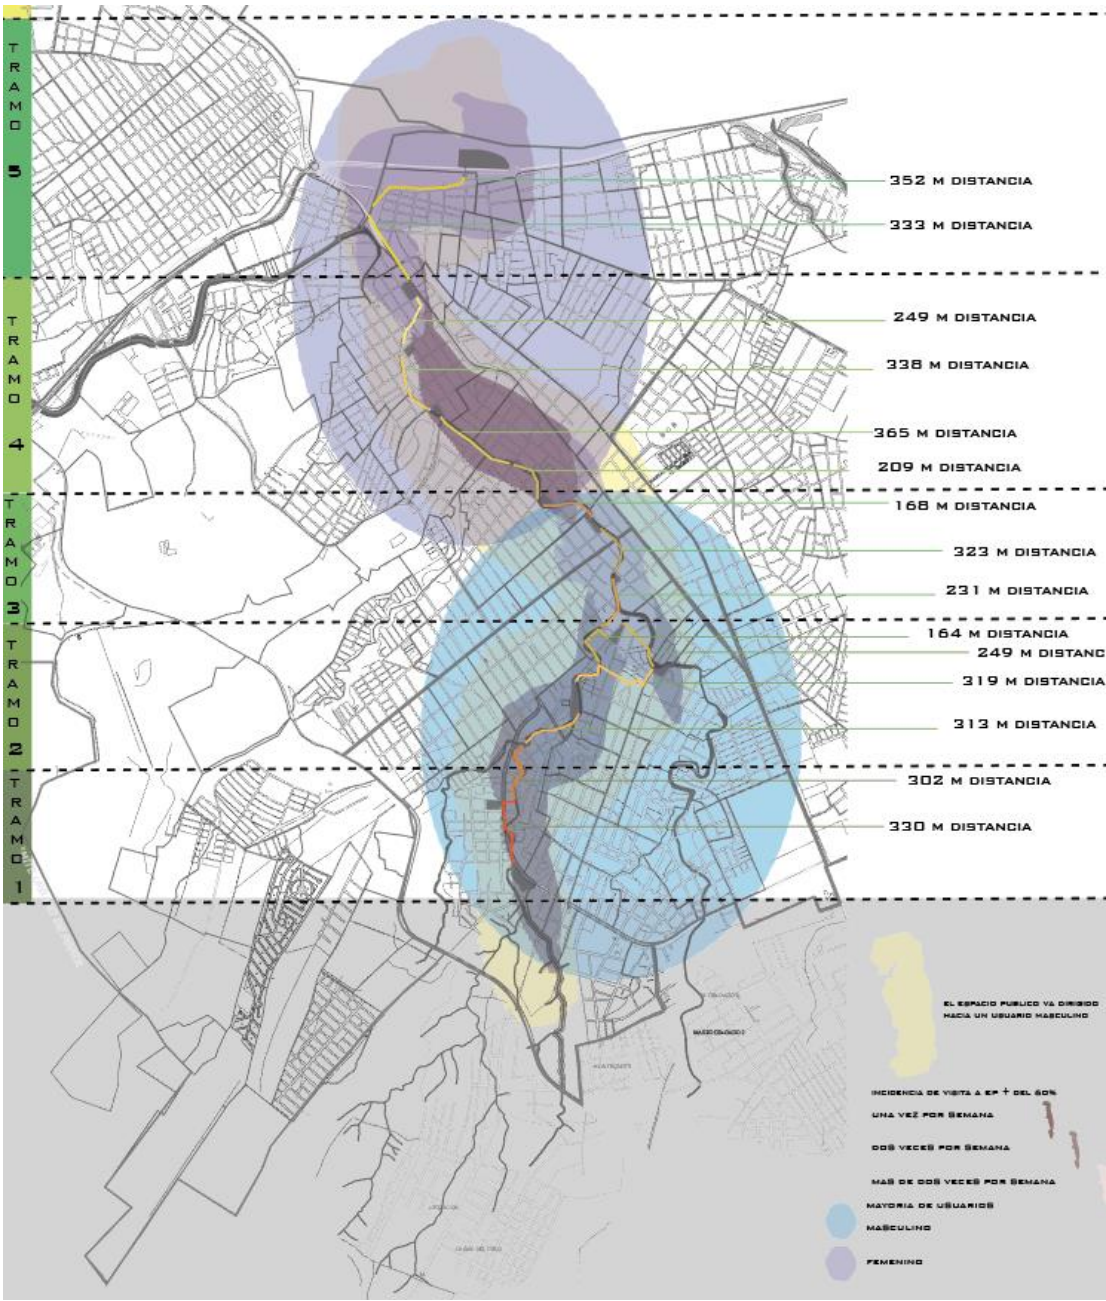 TRAMO 5
352 M DISTANCIA
333 M DISTANCIA
TRAMO 4
249 M DISTANCIA
338 M DISTANCIA
365 M DISTANCIA
209 M DISTANCIA
TRAMO 3
168 M DISTANCIA
323 M DISTANCIA
231 M DISTANCIA
TRAMO 2
164 M DISTANCIA
249 M DISTANC
319 M DISTANCIA
313 M DISTANCIA
TRAMO 1
302 M DISTANCIA
330 M DISTANCIA
EL ESPACIO PUBLICO VA DIRIGIDO
HACIA UN USUARIO MASCULINO
INCIDENCIA DE VISITA A EP + DEL 60%
UNA VEZ POR SEMANA
DOS VECES POR SEMANA
MAS DE DOS VECES POR SEMANA
MAYORIA DE USUARIOS
MASCULINO
FEMENINO